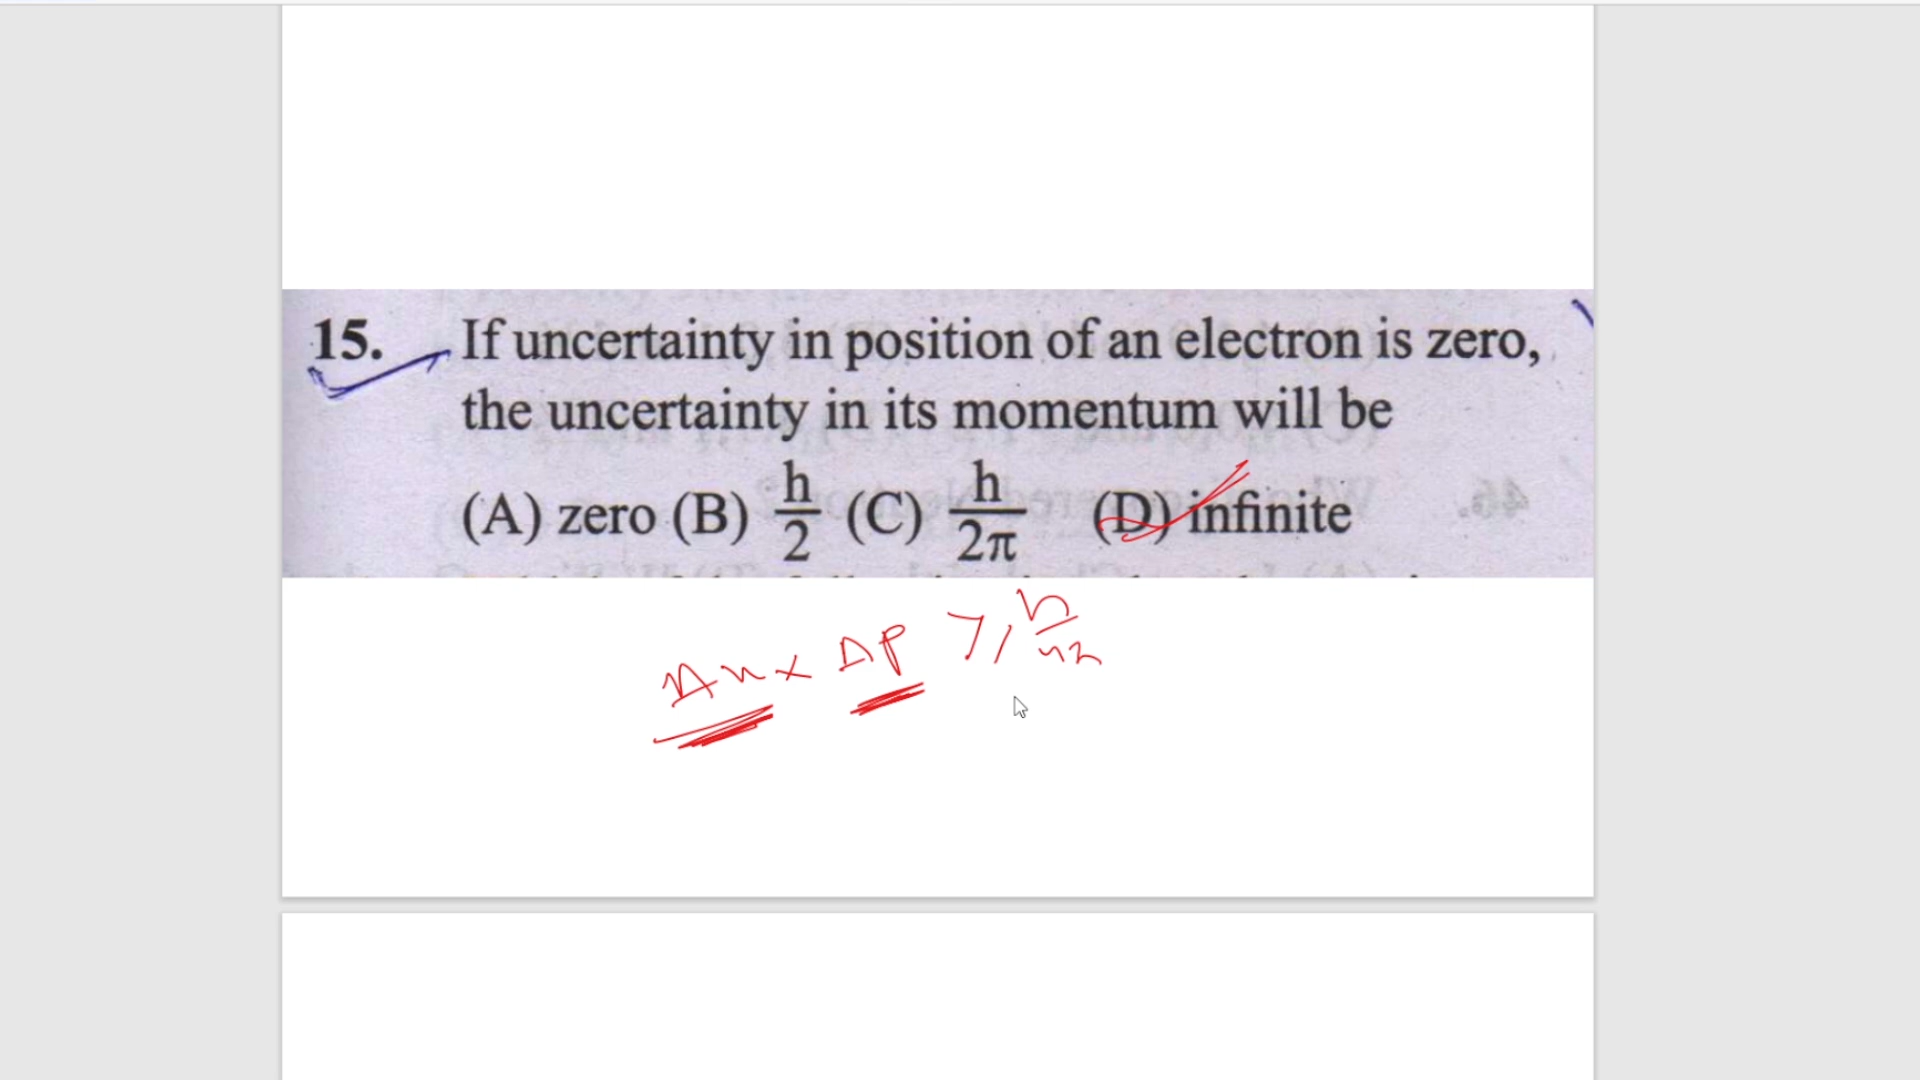 15. If uncertainty in position of an electron is zero,
the uncertainty in its momentum will be
(A) zero (B) h/2 (C) h/2π (D) infinite
Δx × Δp ≥ h/4π